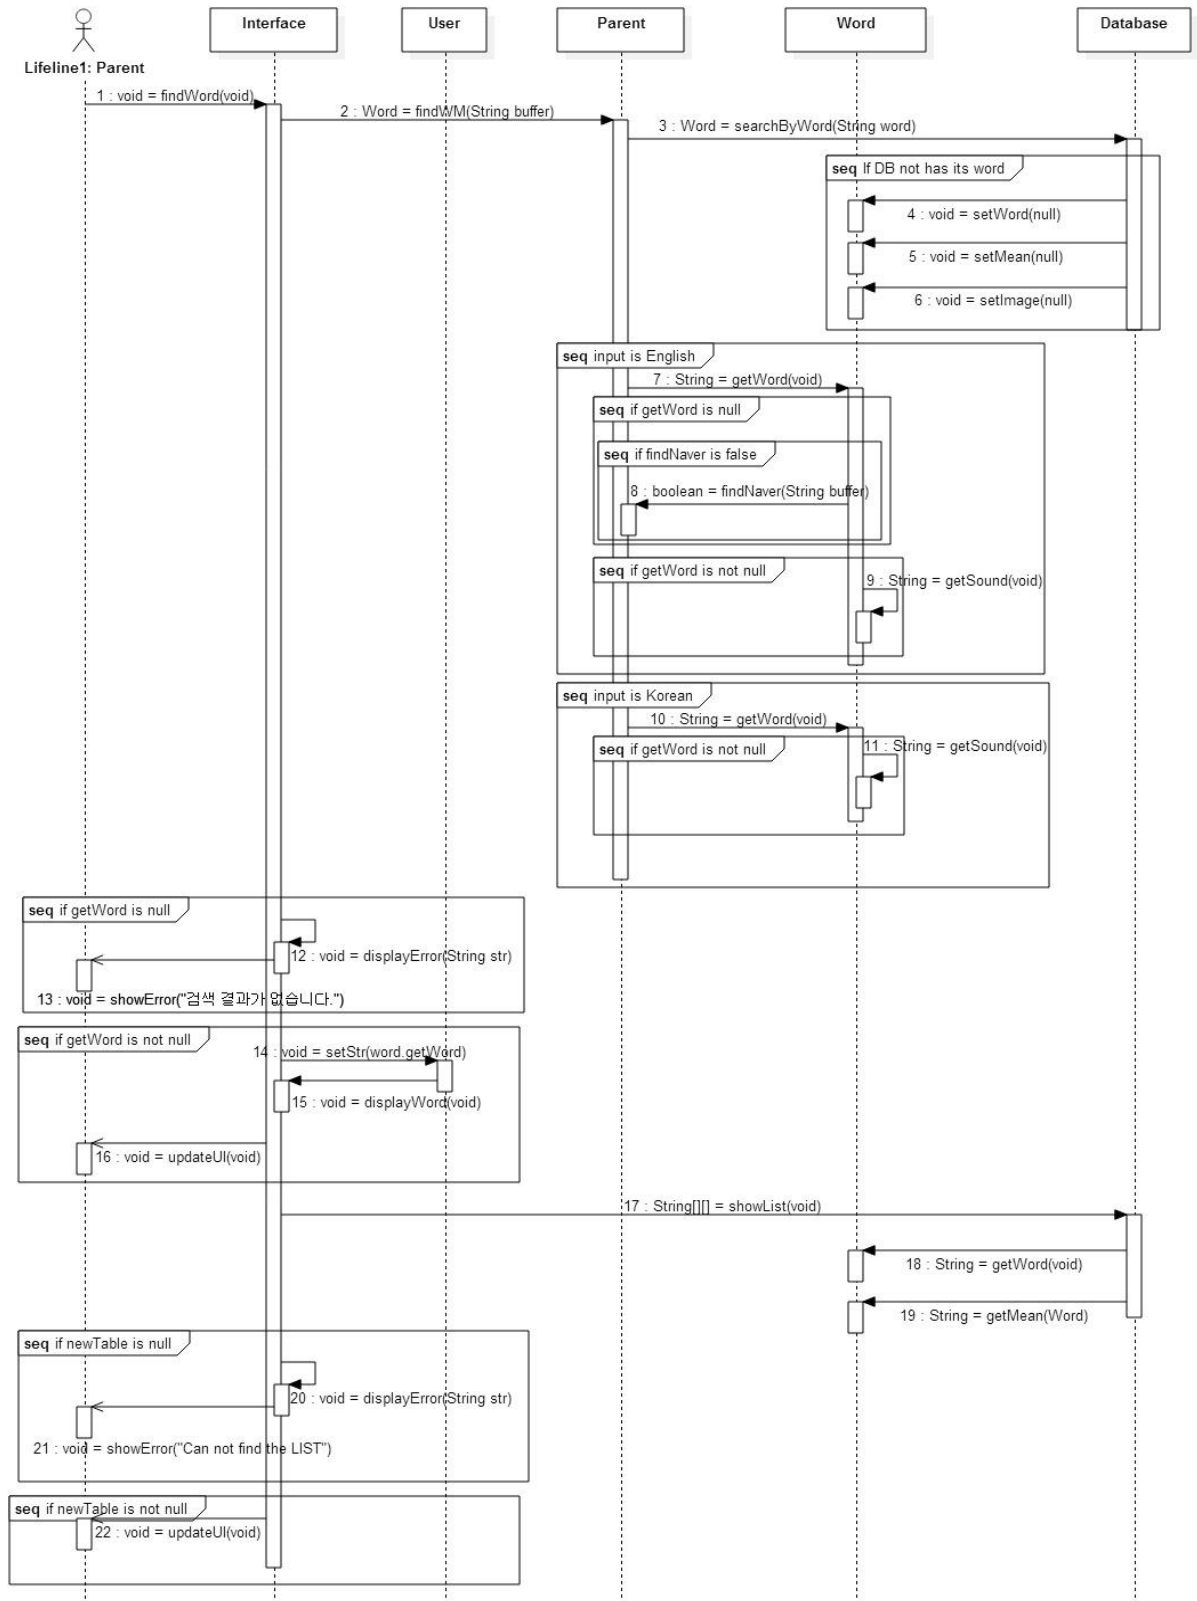 Interface
User
Parent
Word
Database
Lifeline1: Parent
1 : void = findWord(void)
2 : Word = findWM(String buffer)
3 : Word = searchByWord(String word)
seq If DB not has its word
4 : void = setWord(null)
5 : void = setMean(null)
6 : void = setImage(null)
seq input is English
7 : String = getWord(void)
seq if getWord is null
seq if findNaver is false
8 : boolean = findNaver(String buffer)
seq if getWord is not null
9 : String = getSound(void)
seq input is Korean
10 : String = getWord(void)
seq if getWord is not null
11 : String = getSound(void)
seq if getWord is null
12 : void = displayError(String str)
13 : void = showError("검색 결과가 없습니다.")
seq if getWord is not null
14 : void = setStr(word.getWord)
15 : void = displayWord(void)
16 : void = updateUI(void)
17 : String[][] = showList(void)
18 : String = getWord(void)
19 : String = getMean(Word)
seq if newTable is null
20 : void = displayError(String str)
21 : void = showError("Can not find the LIST")
seq if newTable is not null
22 : void = updateUI(void)